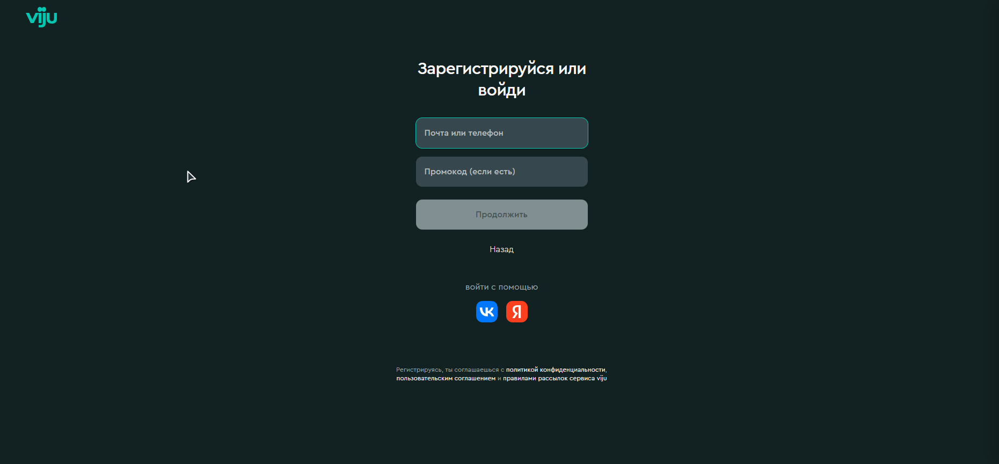 viju
Зарегистрируйся или
войди
Почта или телефон
Промокод (если есть)
Продолжить
Назад
войти с помощью
VK Я
Регистрируясь, ты соглашаешься с политикой конфиденциальности,
пользовательским соглашением и правилами рассылок сервиса viju